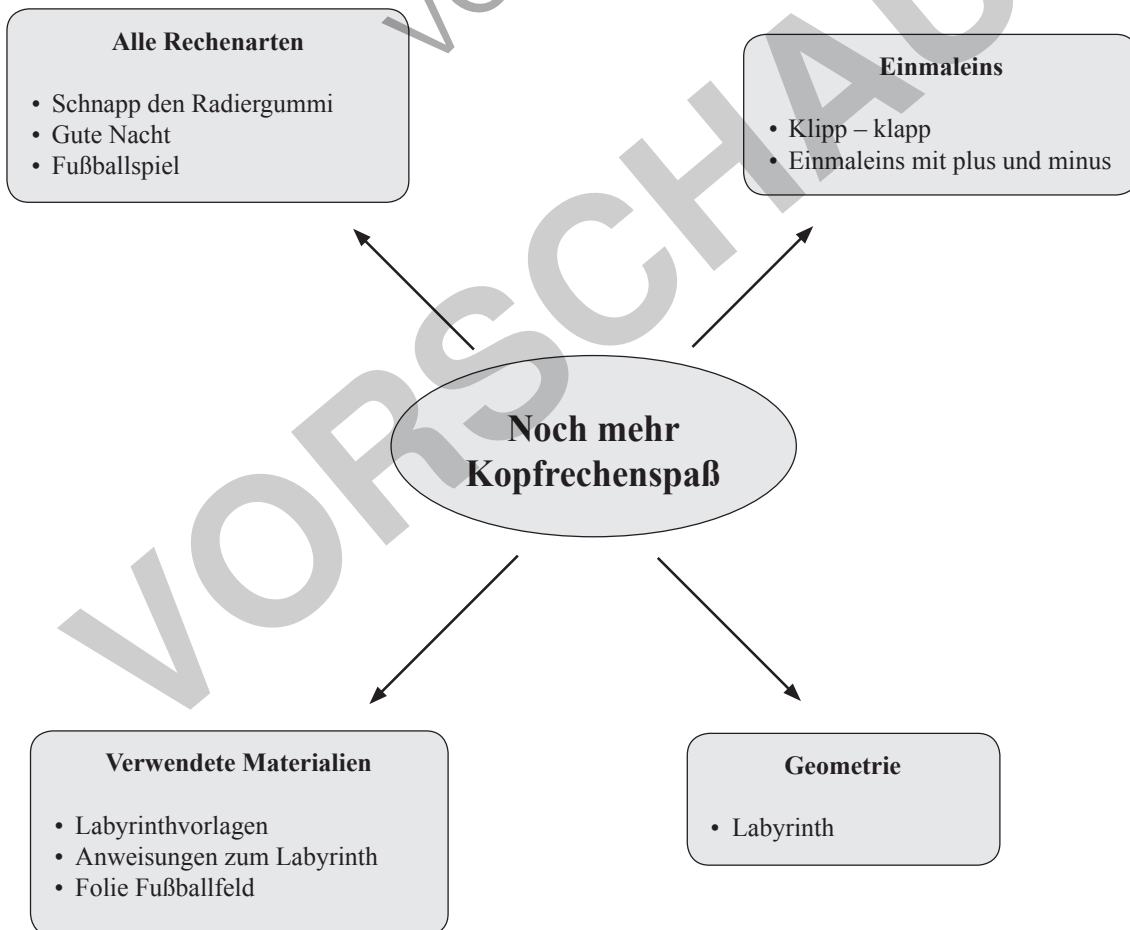 Alle Rechenarten
• Schnapp den Radiergummi
• Gute Nacht
• Fußballspiel
Einmaleins
• Klipp – klapp
• Einmaleins mit plus und minus
Noch mehr
Kopfrechenspaß
Verwendete Materialien
• Labyrinthvorlagen
• Anweisungen zum Labyrinth
• Folie Fußballfeld
Geometrie
• Labyrinth
VORSCHAU